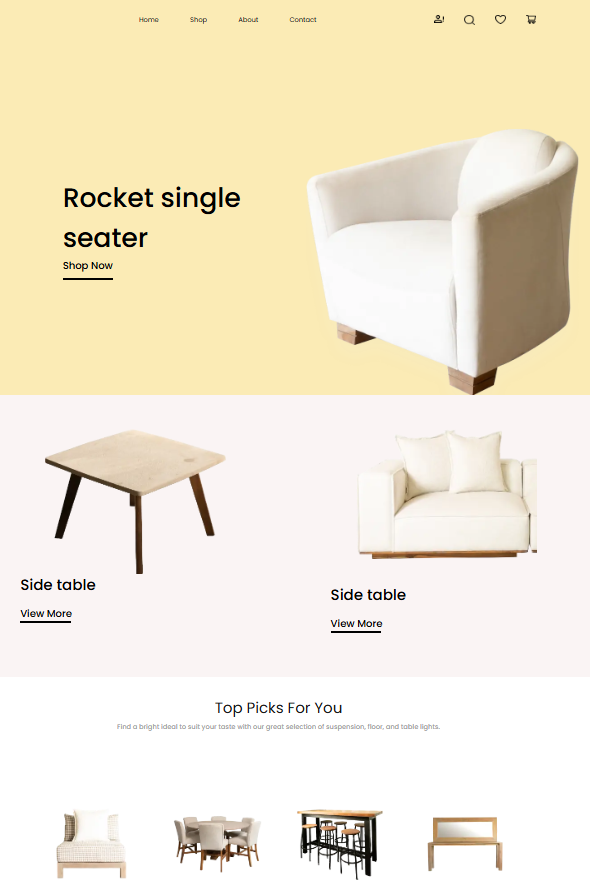 Home Shop About Contact
Rocket single
seater
Shop Now
Side table
View More
Side table
View More
Top Picks For You
Find a bright ideal to suit your taste with our great selection of suspension, floor, and table lights.